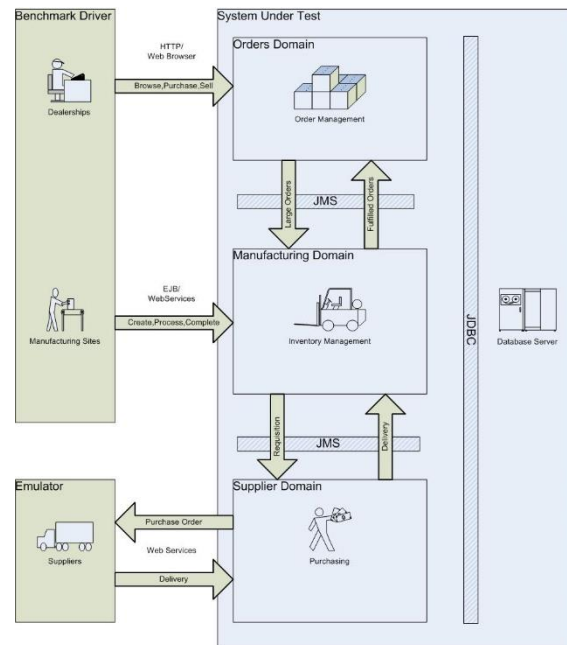 Benchmark Driver
System Under Test
HTTP/
Web Browser
Orders Domain
Browse,Purchase,Sell
Dealerships
Order Management
Large Orders
JMS
Fulfilled Orders
Manufacturing Domain
EJB/
WebServices
Create,Process,Complete
Manufacturing Sites
Inventory Management
JDBC
Database Server
Requisition
JMS
Delivery
Emulator
Supplier Domain
Purchase Order
Web Services
Suppliers
Purchasing
Delivery